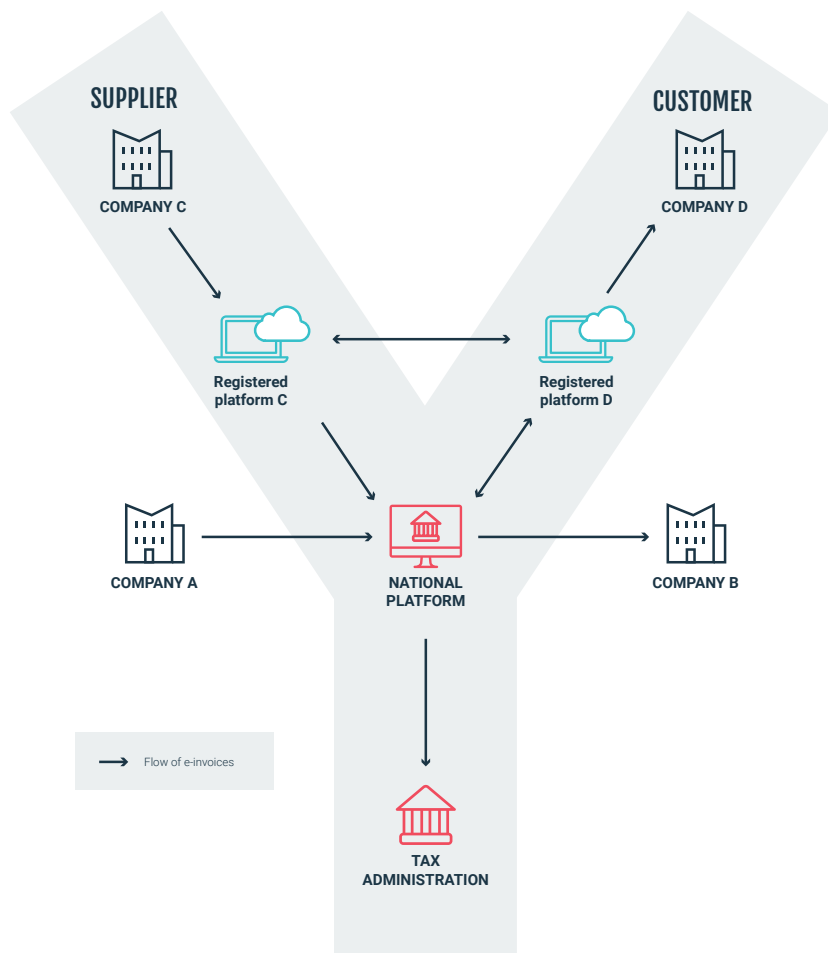 SUPPLIER
CUSTOMER
COMPANY C
COMPANY D
Registered
platform C
Registered
platform D
COMPANY A
NATIONAL
PLATFORM
COMPANY B
Flow of e-invoices
TAX
ADMINISTRATION